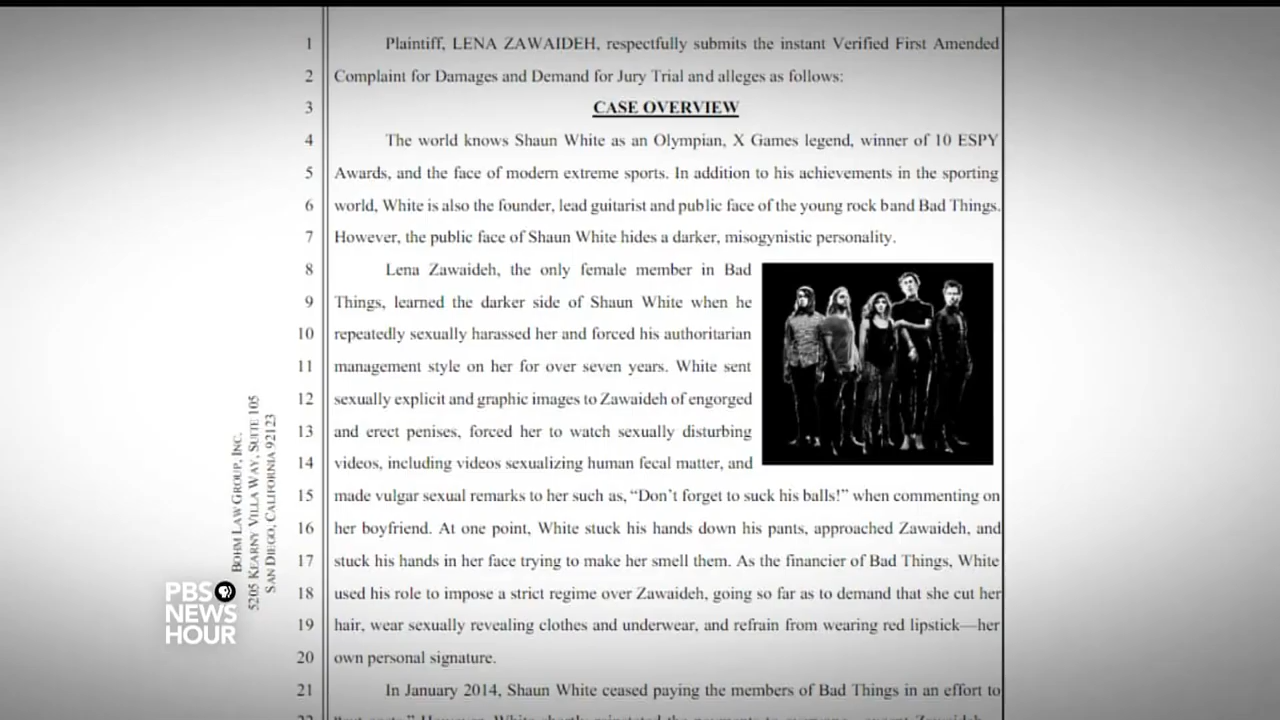 1 Plaintiff, LENA ZAWAIDEH, respectfully submits the instant Verified First Amended
2 Complaint for Damages and Demand for Jury Trial and alleges as follows:
3 CASE OVERVIEW
4 The world knows Shaun White as an Olympian, X Games legend, winner of 10 ESPY
5 Awards, and the face of modern extreme sports. In addition to his achievements in the sporting
6 world, White is also the founder, lead guitarist and public face of the young rock band Bad Things.
7 However, the public face of Shaun White hides a darker, misogynistic personality.
8 Lena Zawaideh, the only female member in Bad
9 Things, learned the darker side of Shaun White when he
10 repeatedly sexually harassed her and forced his authoritarian
11 management style on her for over seven years. White sent
12 sexually explicit and graphic images to Zawaideh of engorged
13 and erect penises, forced her to watch sexually disturbing
14 videos, including videos sexualizing human fecal matter, and
15 made vulgar sexual remarks to her such as, “Don’t forget to suck his balls!” when commenting on
16 her boyfriend. At one point, White stuck his hands down his pants, approached Zawaideh, and
17 stuck his hands in her face trying to make her smell them. As the financier of Bad Things, White
18 used his role to impose a strict regime over Zawaideh, going so far as to demand that she cut her
19 hair, wear sexually revealing clothes and underwear, and refrain from wearing red lipstick—her
20 own personal signature.
21 In January 2014, Shaun White ceased paying the members of Bad Things in an effort to
BOHM LAW GROUP, INC.
5205 KEARNY VILLA WAY, SUITE 105
SAN DIEGO, CALIFORNIA 92123
PBS
NEWS
HOUR